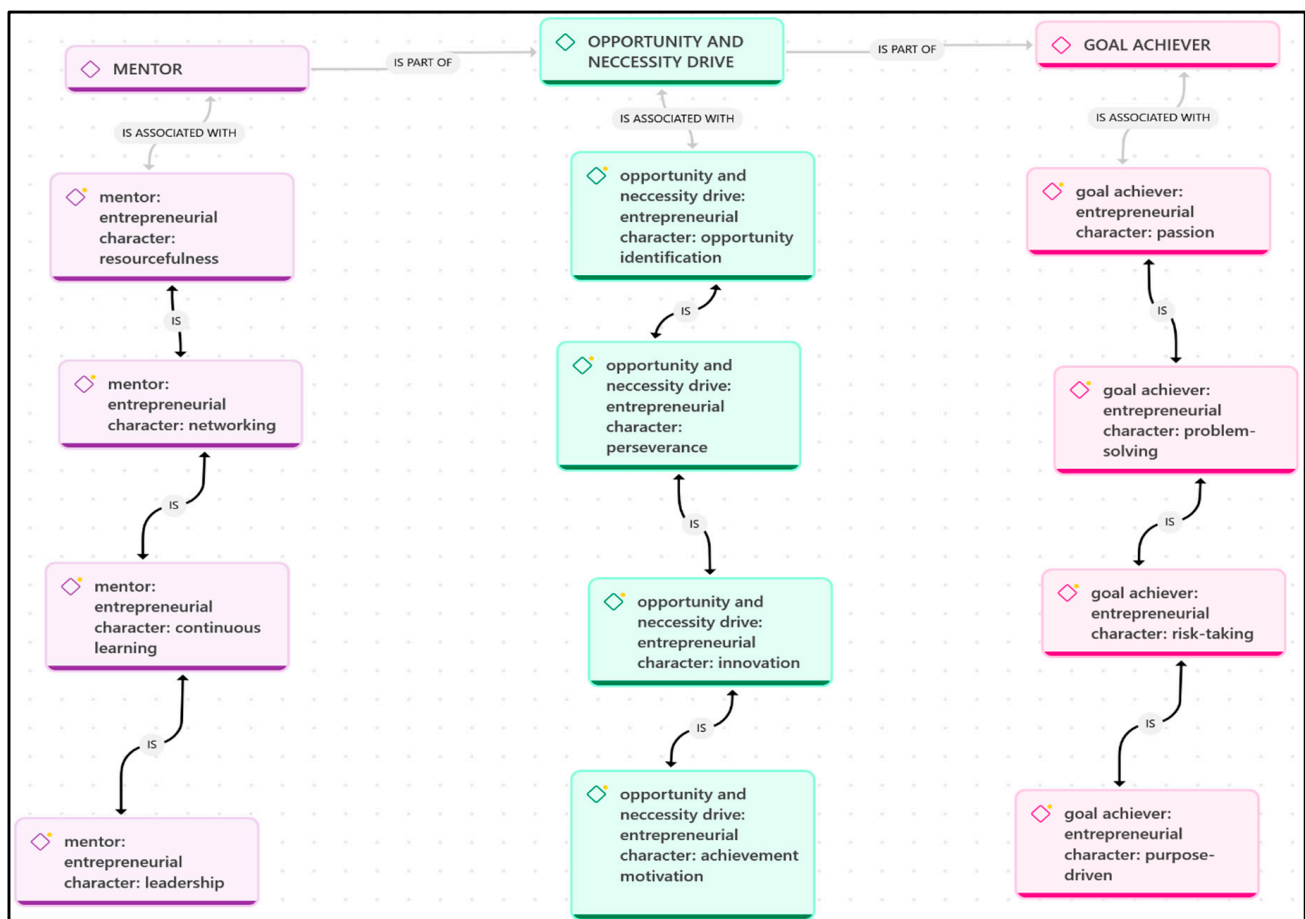 MENTOR
IS PART OF
OPPORTUNITY AND
NECCESSITY DRIVE
IS PART OF
GOAL ACHIEVER
IS ASSOCIATED WITH
IS ASSOCIATED WITH
IS ASSOCIATED WITH
mentor:
entrepreneurial
character:
resourcefulness
IS
mentor:
entrepreneurial
character: networking
IS
mentor:
entrepreneurial
character: continuous
learning
IS
mentor:
entrepreneurial
character: leadership
opportunity and
neccessity drive:
entrepreneurial
character: opportunity
identification
IS
opportunity and
neccessity drive:
entrepreneurial
character:
perseverance
IS
opportunity and
neccessity drive:
entrepreneurial
character: innovation
IS
opportunity and
neccessity drive:
entrepreneurial
character: achievement
motivation
goal achiever:
entrepreneurial
character: passion
IS
goal achiever:
entrepreneurial
character: problem-
solving
IS
goal achiever:
entrepreneurial
character: risk-taking
IS
goal achiever:
entrepreneurial
character: purpose-
driven